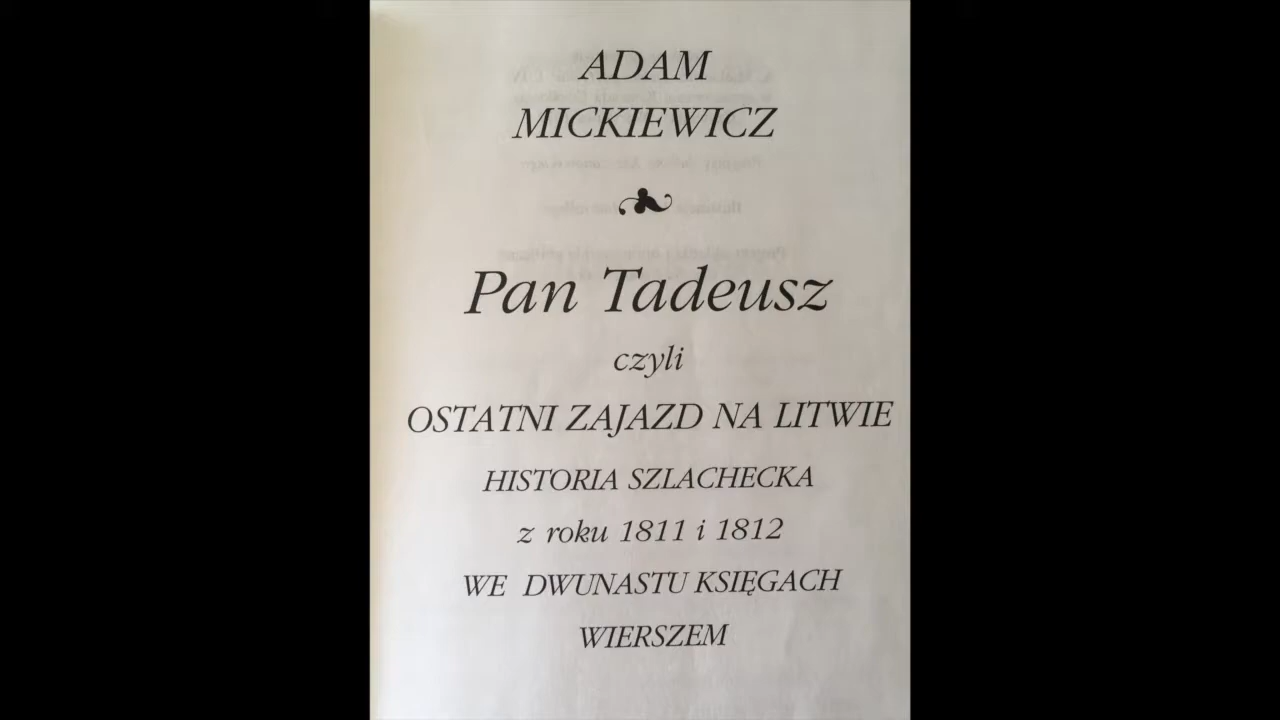 ADAM
MICKIEWICZ
Pan Tadeusz
czyli
OSTATNI ZAJAZD NA LITWIE
HISTORIA SZLACHECKA
z roku 1811 i 1812
WE DWUNASTU KSIĘGACH
WIERSZEM